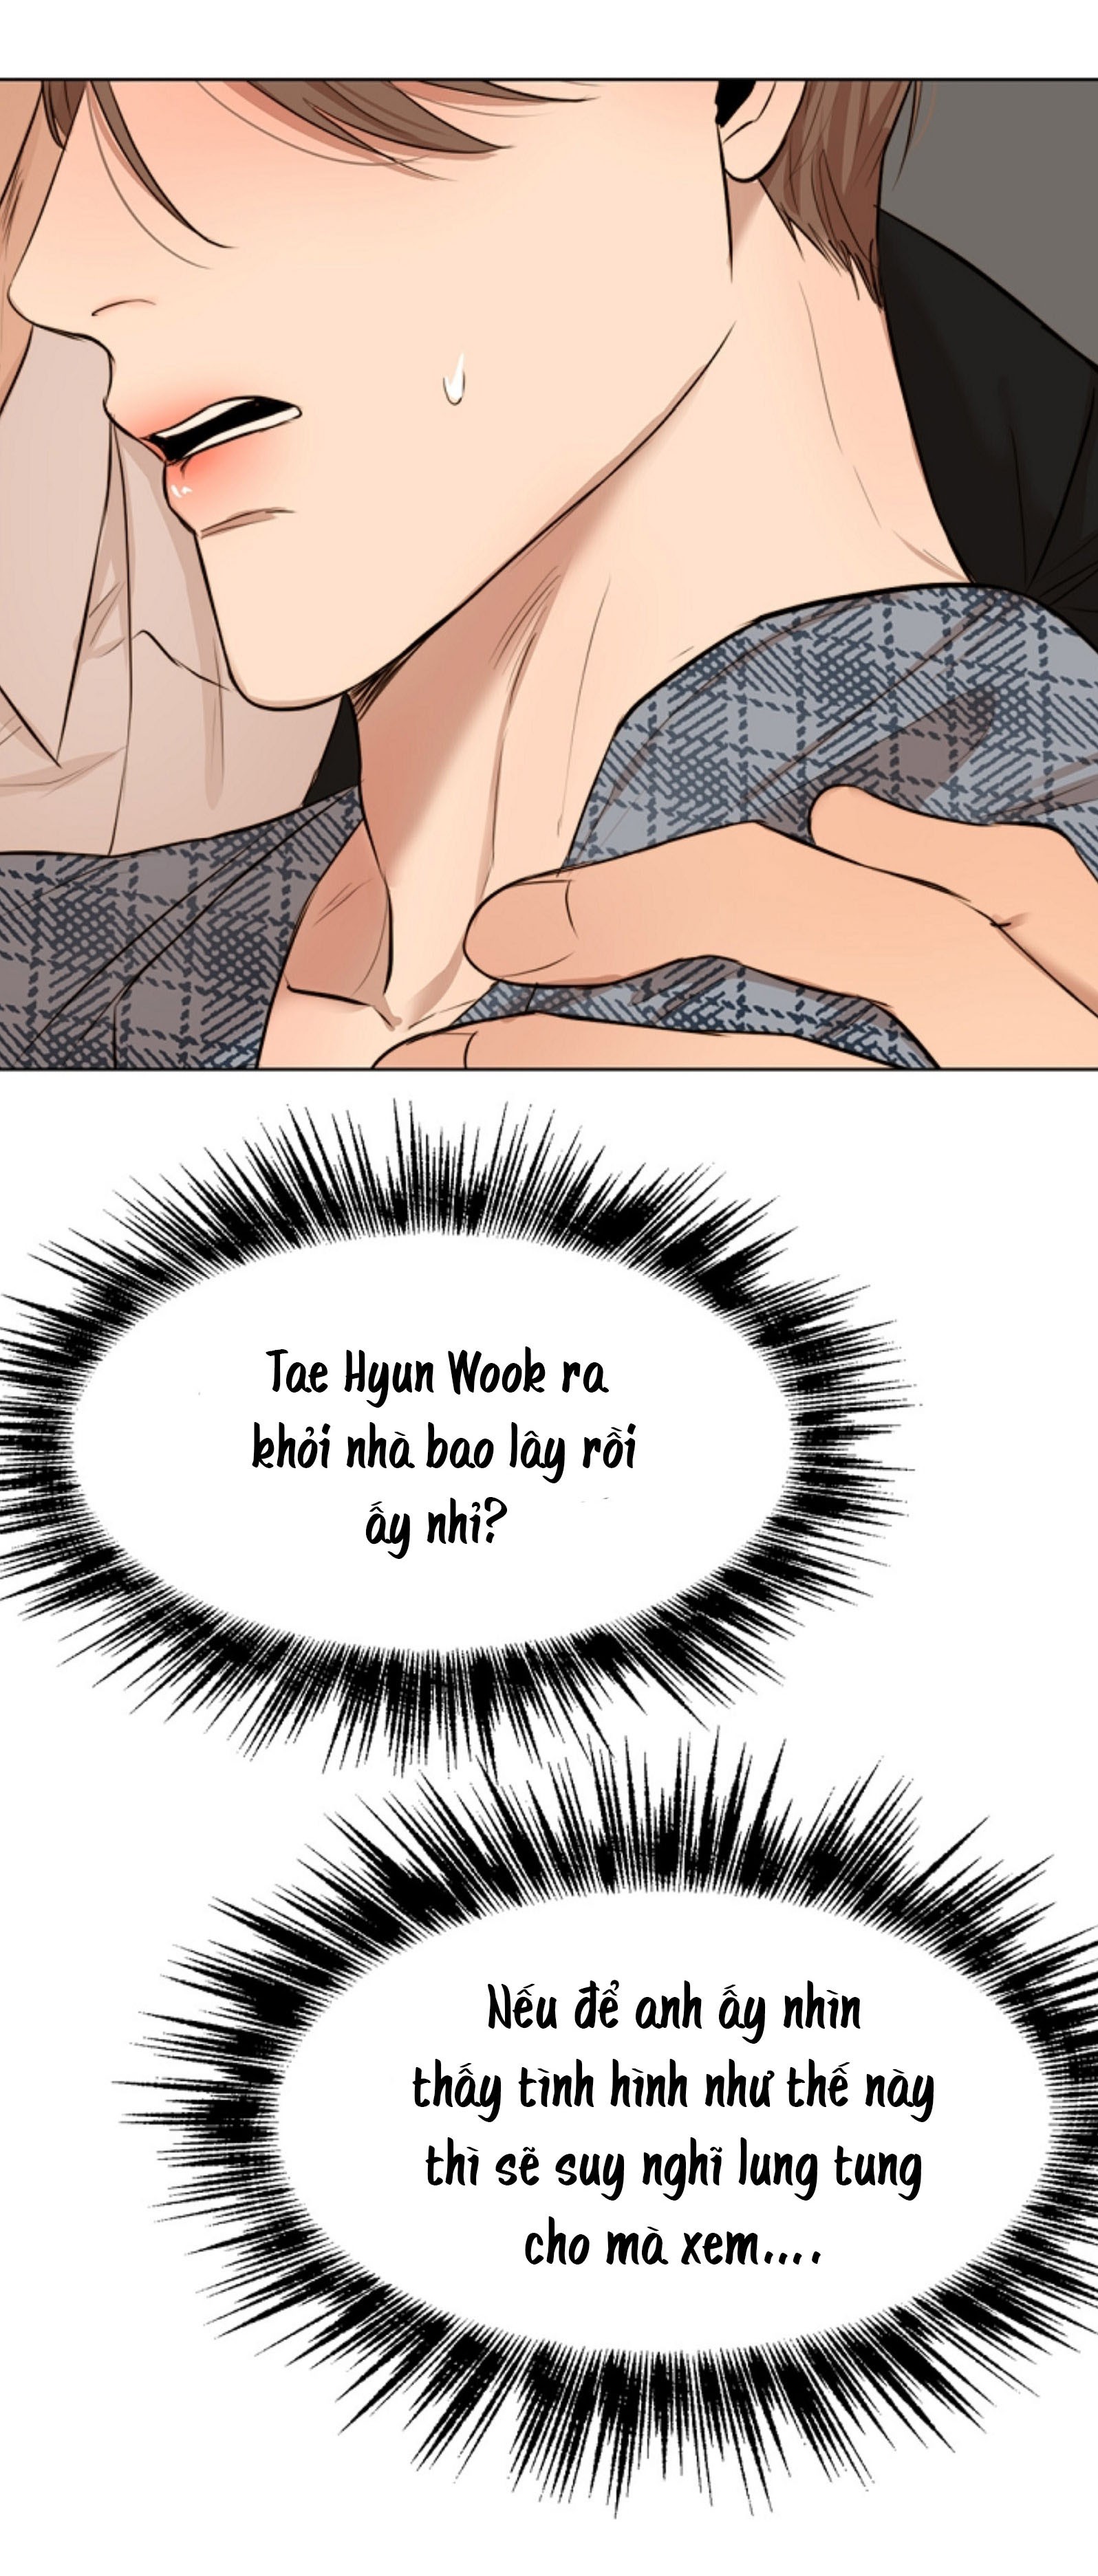 Tae Hyun Wook ra
khỏi nhà bao lâu rồi
ấy nhỉ?
Nếu để anh ấy nhìn
thấy tình hình như thế này
thì sẽ suy nghĩ lung tung
cho mà xem....